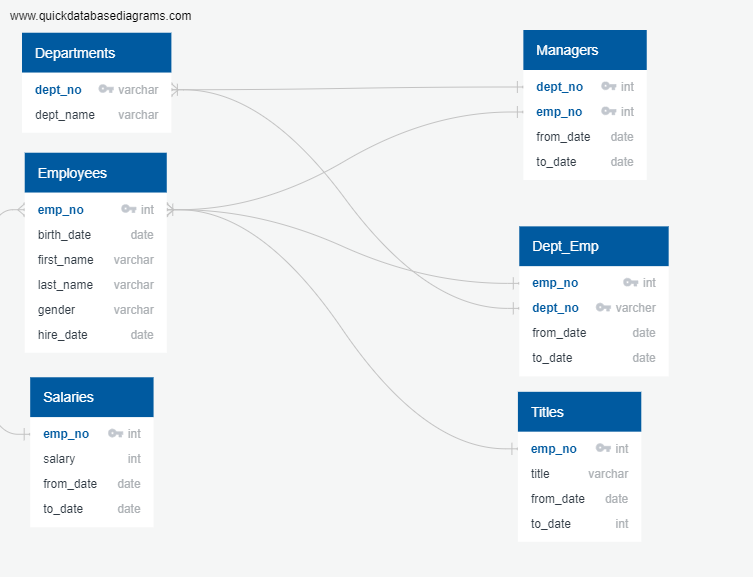 www.quickdatabasediagrams.com
Departments
dept_no varchar
dept_name varchar
Employees
emp_no int
birth_date date
first_name varchar
last_name varchar
gender varchar
hire_date date
Salaries
emp_no int
salary int
from_date date
to_date date
Managers
dept_no int
emp_no int
from_date date
to_date date
Dept_Emp
emp_no int
dept_no varcher
from_date date
to_date date
Titles
emp_no int
title varchar
from_date date
to_date int